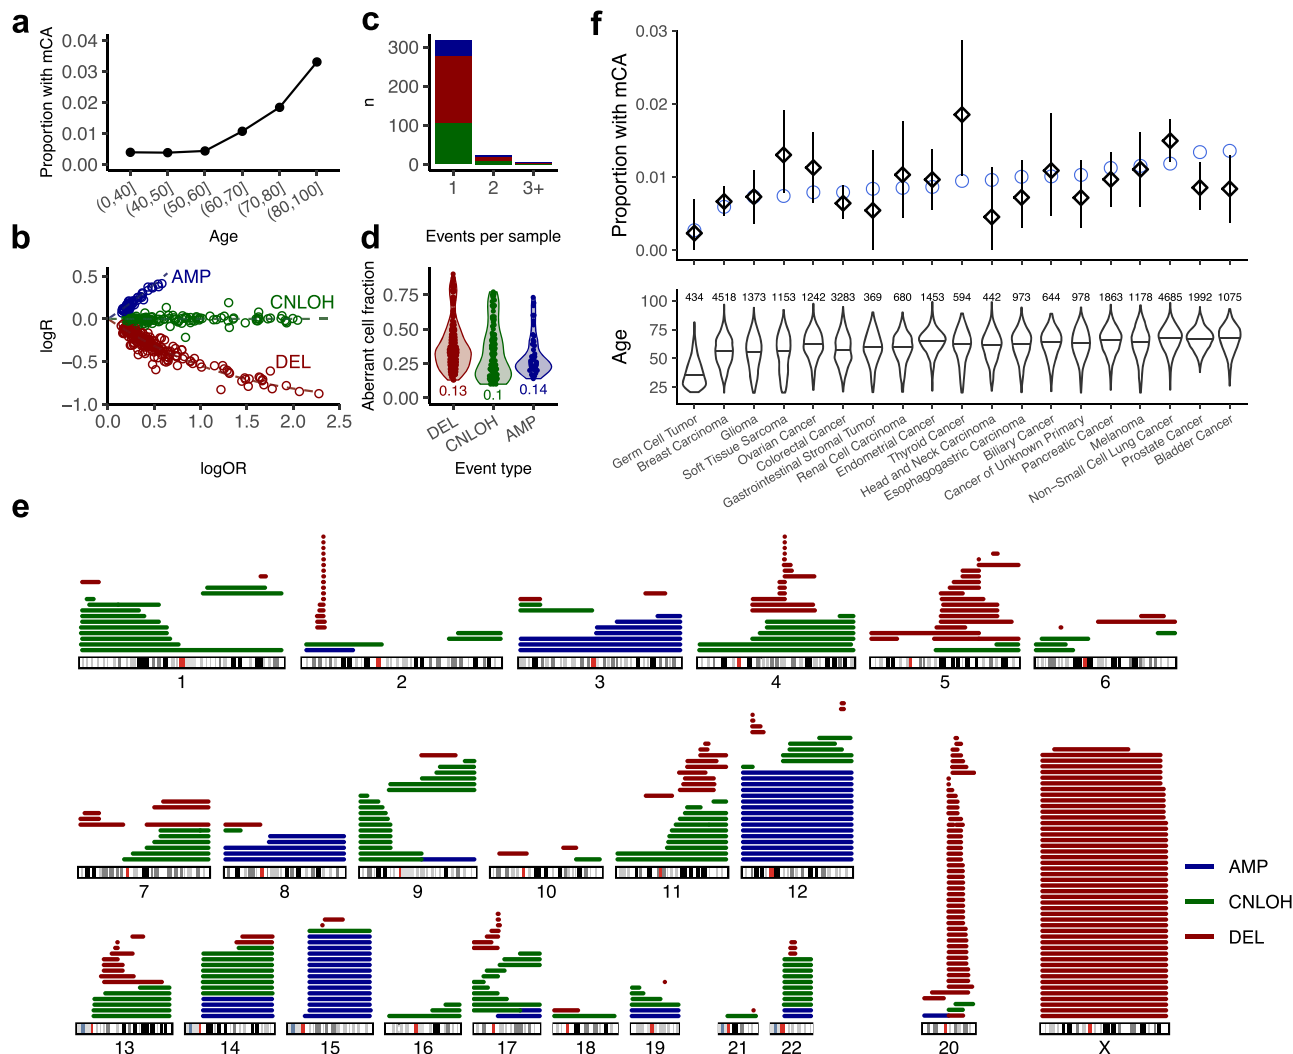 a
Proportion with mCA
0.04
0.03
0.02
0.01
0.00
(0,40]
(40,50]
(50,60]
(60,70]
(70,80]
(80,100]
Age
b
logR
0.5
0.0
−0.5
−1.0
AMP
CNLOH
DEL
0.0
0.5
1.0
1.5
2.0
2.5
logOR
c
n
300
200
100
0
1
2
3+
Events per sample
d
Aberrant cell fraction
0.75
0.50
0.25
0.00
0.13
0.1
0.14
DEL
CNLOH
AMP
Event type
f
Proportion with mCA
0.03
0.02
0.01
0.00
Age
100
75
50
25
434 4518 1373 1153 1242 3283 369 680 1453 594 442 973 644 978 1863 1178 4685 1992 1075
Germ Cell Tumor
Breast Carcinoma
Glioma
Soft Tissue Sarcoma
Ovarian Cancer
Colorectal Cancer
Gastrointestinal Stromal Tumor
Renal Cell Carcinoma
Endometrial Cancer
Thyroid Cancer
Head and Neck Carcinoma
Esophagogastric Carcinoma
Biliary Cancer
Cancer of Unknown Primary
Pancreatic Cancer
Melanoma
Non−Small Cell Lung Cancer
Prostate Cancer
Bladder Cancer
e
1
2
3
4
5
6
7
8
9
10
11
12
13
14
15
16
17
18
19
21
22
20
X
AMP
CNLOH
DEL